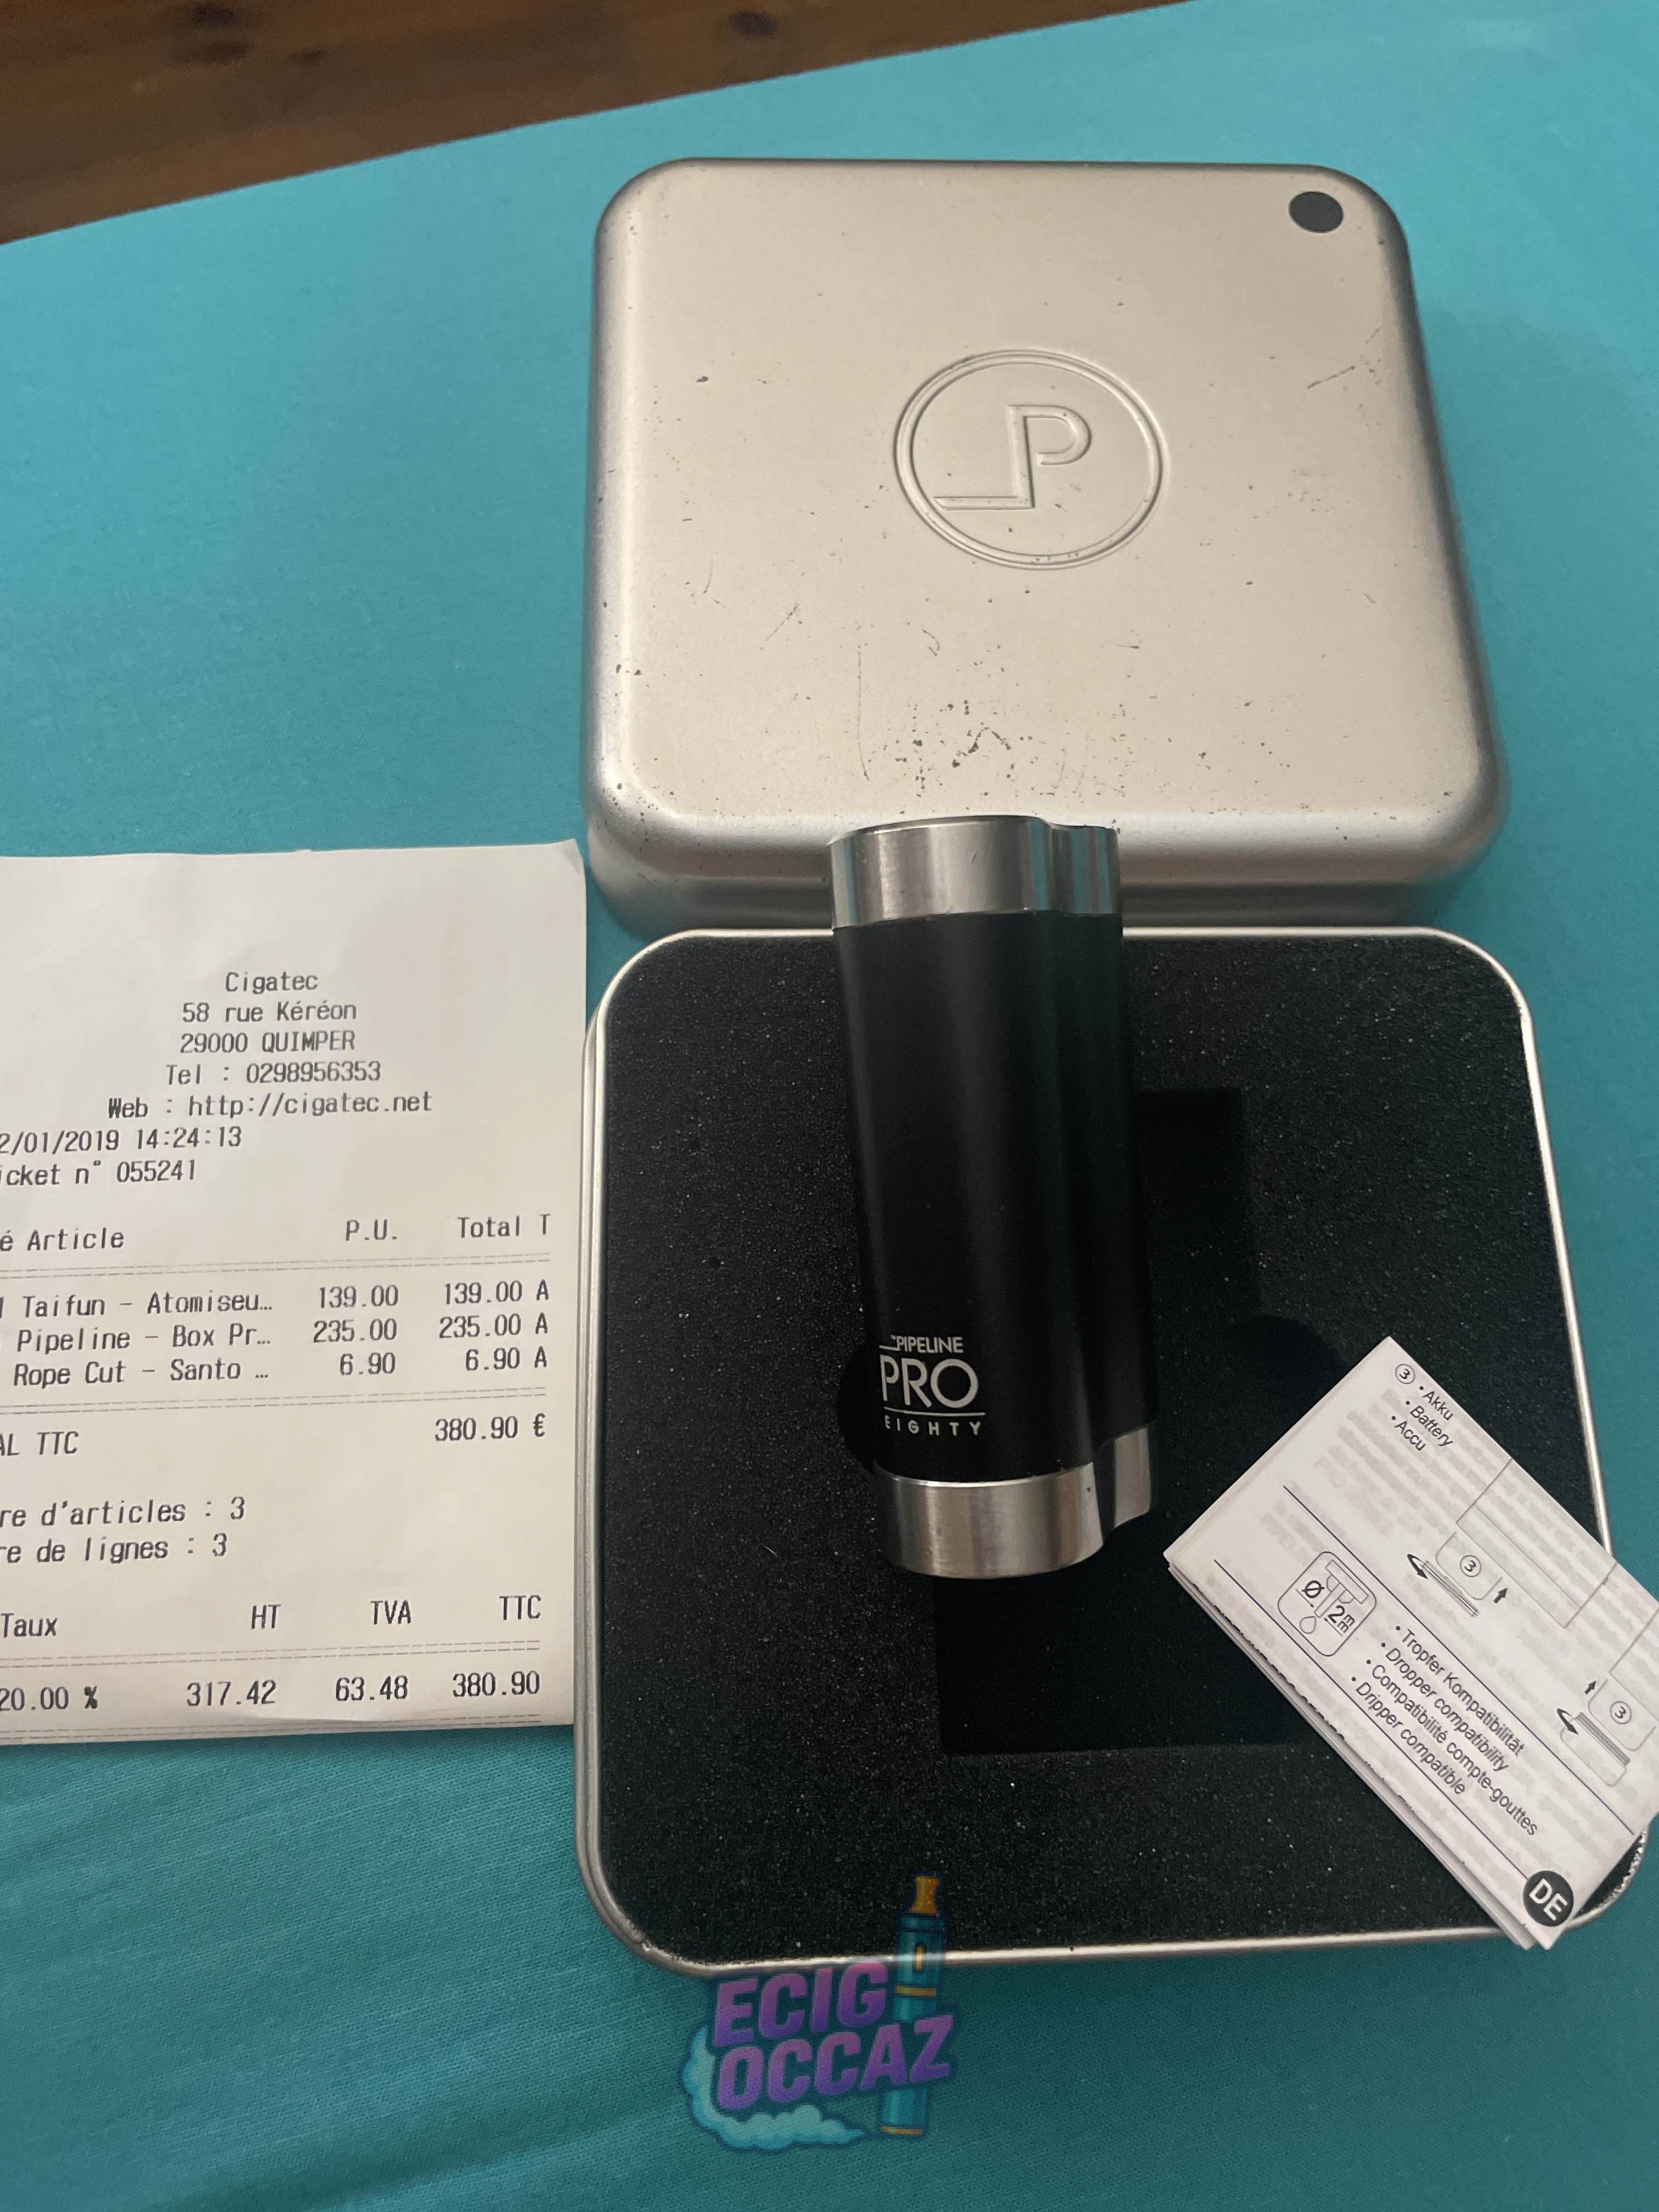 Cigatec
58 rue Kéréon
29000 QUIMPER
Tel : 0298956353
Web : http://cigatec.net
2/01/2019 14:24:13
icket n° 055241
é Article P.U. Total T
Taifun - Atomiseu… 139.00 139.00 A
Pipeline - Box Pr… 235.00 235.00 A
Rope Cut - Santo … 6.90 6.90 A
AL TTC 380.90 €
re d'articles : 3
re de lignes : 3
Taux HT TVA TTC
20.00 % 317.42 63.48 380.90
P
PIPELINE
PRO
EIGHTY
③ • Akku
• Battery
• Accu
③
③
Ø 2mm
• Tropfer Kompatibilität
• Dropper compatibility
• Compatibilité compte-gouttes
• Dripper compatible
DE
ECIG
OCCAZ